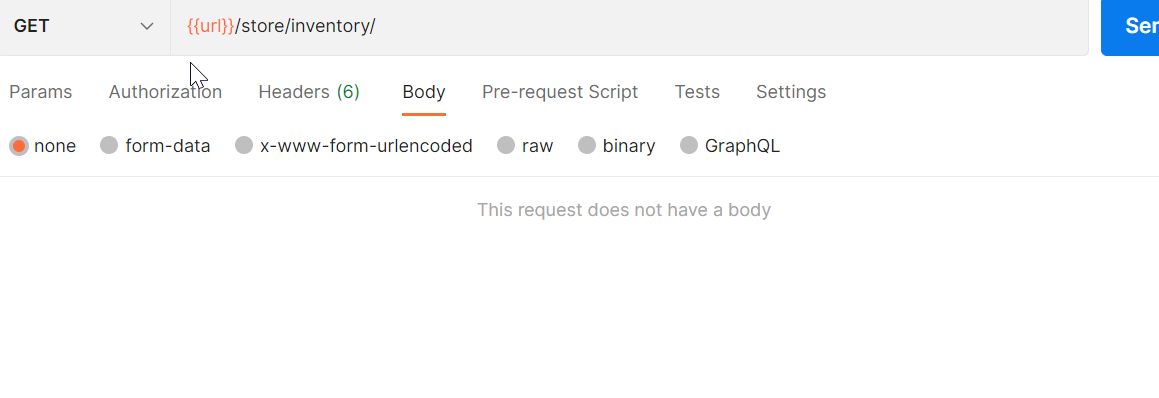 GET {{url}}/store/inventory/
Params Authorization Headers (6) Body Pre-request Script Tests Settings
none form-data x-www-form-urlencoded raw binary GraphQL
This request does not have a body